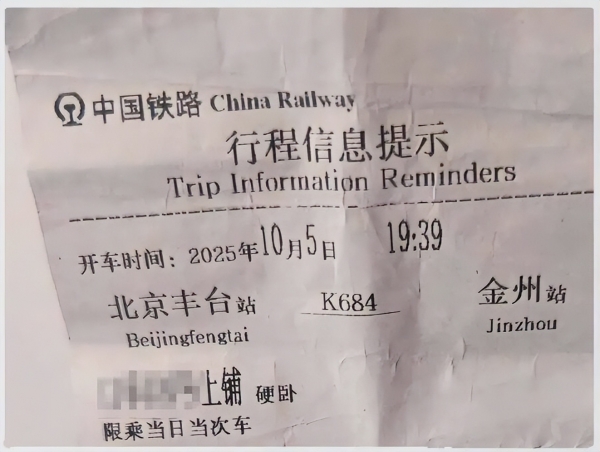 中国铁路 China Railway
行程信息提示
Trip Information Reminders
开车时间：2025年10月5日 19:39
北京丰台站 K684 金州站
Beijingfengtai Jinzhou
上铺 硬卧
限乘当日当次车